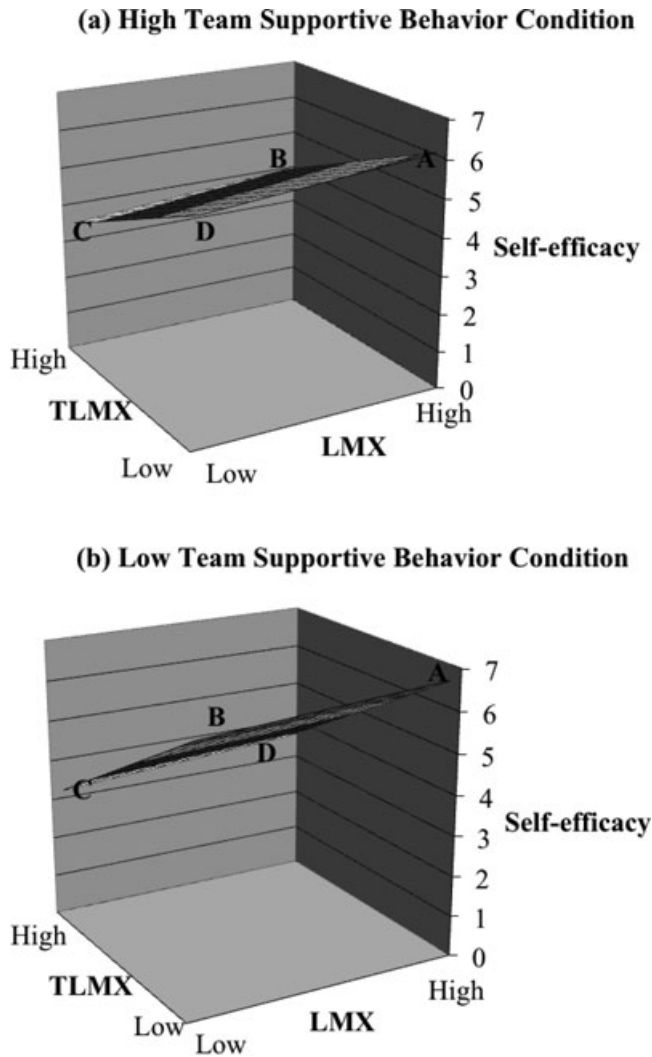 (a) High Team Supportive Behavior Condition
7
B
A
6
5
C
D
Self-efficacy
4
3
2
1
High
0
TLMX
High
LMX
Low
Low
(b) Low Team Supportive Behavior Condition
7
A
6
B
D
5
C
4
Self-efficacy
3
2
1
High
0
TLMX
High
LMX
Low
Low